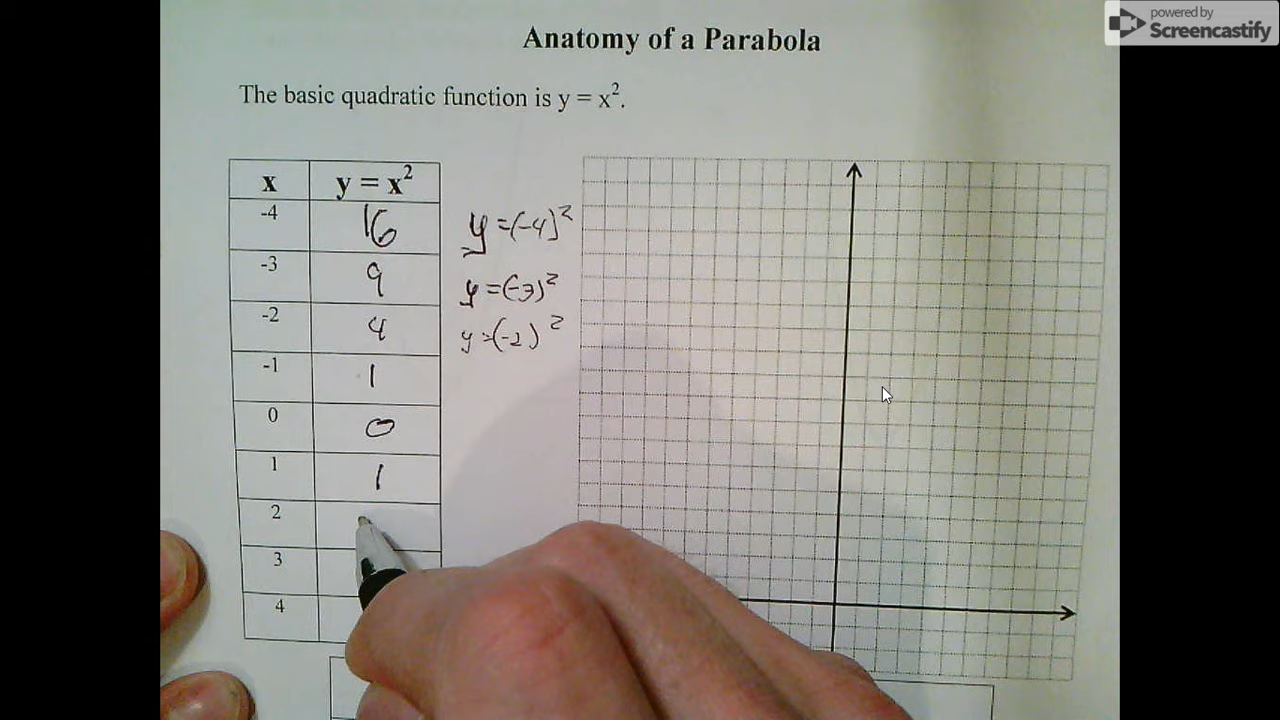 powered by
Screencastify
Anatomy of a Parabola
The basic quadratic function is y = x².
x y = x²
-4 16 y = (-4)²
-3 9 y = (-3)²
-2 4 y = (-2)²
-1 1
0 0
1 1
2
3
4